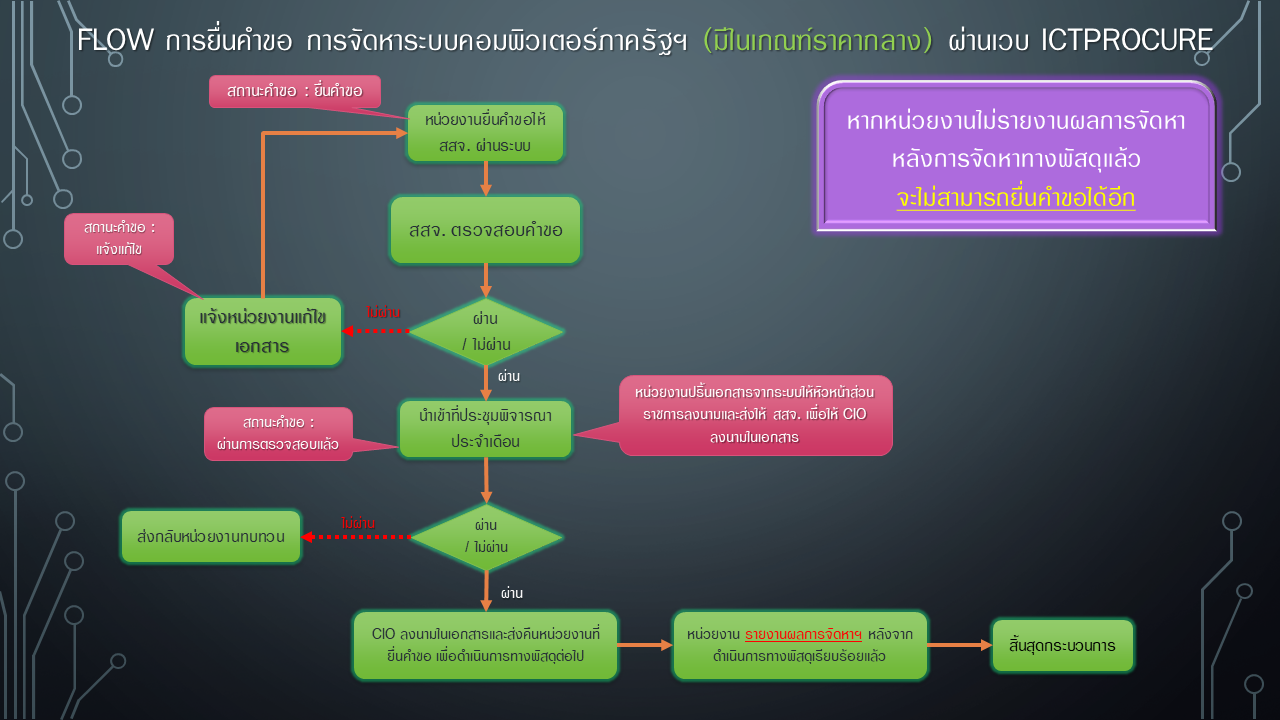 FLOW การยื่นคำขอ การจัดหาระบบคอมพิวเตอร์ภาครัฐฯ (มีในเกณฑ์ราคากลาง) ผ่านเวบ ICTPROCURE
สถานะคำขอ : ยื่นคำขอ
หน่วยงานยื่นคำขอให้
สสจ. ผ่านระบบ
หากหน่วยงานไม่รายงานผลการจัดหา
หลังการจัดหาทางพัสดุแล้ว
จะไม่สามารถยื่นคำขอได้อีก
สสจ. ตรวจสอบคำขอ
สถานะคำขอ :
แจ้งแก้ไข
แจ้งหน่วยงานแก้ไข
เอกสาร
ไม่ผ่าน
ผ่าน
/ ไม่ผ่าน
ผ่าน
นำเข้าที่ประชุมพิจารณา
ประจำเดือน
หน่วยงานปริ้นเอกสารจากระบบให้หัวหน้าส่วน
ราชการลงนามและส่งให้ สสจ. เพื่อให้ CIO
ลงนามในเอกสาร
สถานะคำขอ :
ผ่านการตรวจสอบแล้ว
ส่งกลับหน่วยงานทบทวน
ไม่ผ่าน
ผ่าน
/ ไม่ผ่าน
ผ่าน
CIO ลงนามในเอกสารและส่งคืนหน่วยงานที่
ยื่นคำขอ เพื่อดำเนินการทางพัสดุต่อไป
หน่วยงาน รายงานผลการจัดหาฯ หลังจาก
ดำเนินการทางพัสดุเรียบร้อยแล้ว
สิ้นสุดกระบวนการ